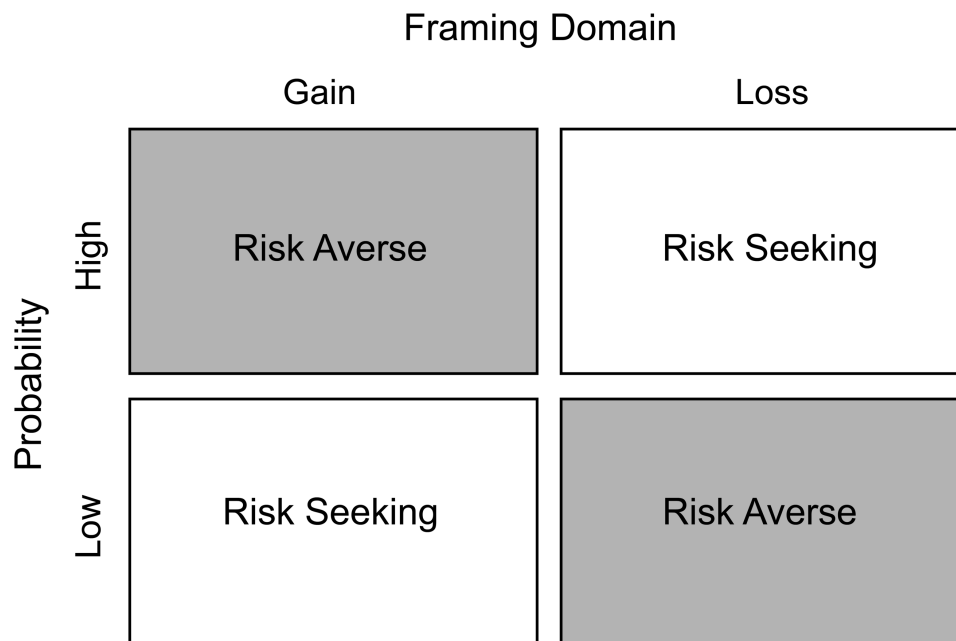 Framing Domain
Gain
Loss
Probability
High
Risk Averse
Risk Seeking
Low
Risk Seeking
Risk Averse